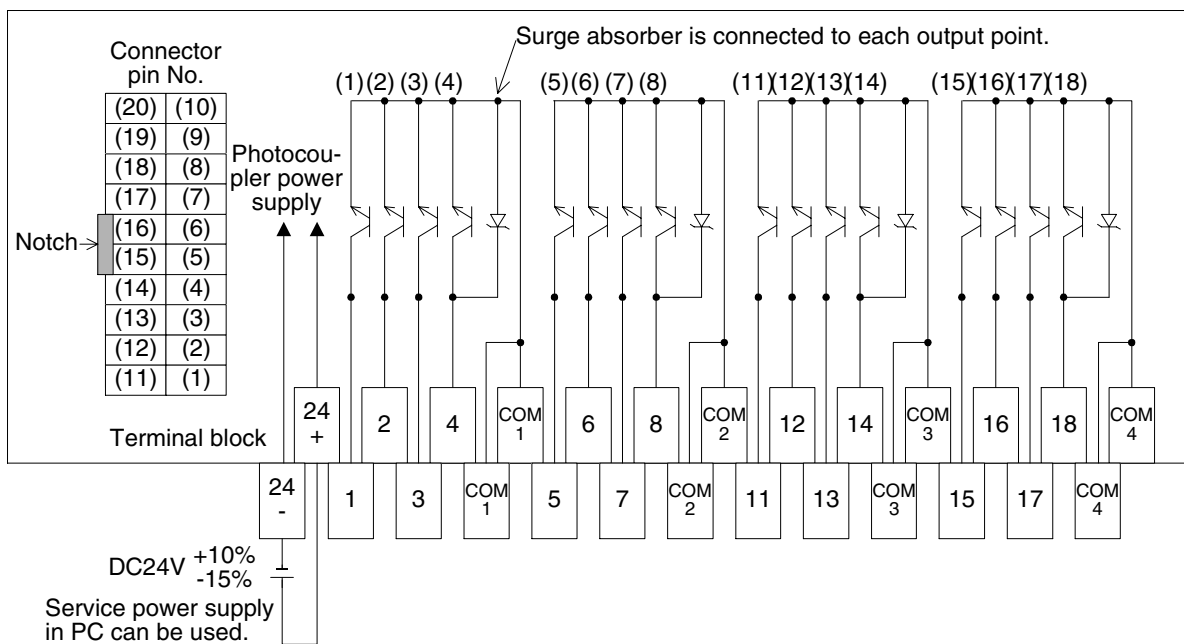 Surge absorber is connected to each output point.
Connector
pin No.
(1) (2) (3) (4) (5) (6) (7) (8) (11) (12) (13) (14) (15) (16) (17) (18)
(20) (10)
(19) (9)
(18) (8)
(17) (7)
(16) (6)
(15) (5)
(14) (4)
(13) (3)
(12) (2)
(11) (1)
Notch
Photocou-
pler power
supply
Terminal block
24 + 2 4 COM 1 6 8 COM 2 12 14 COM 3 16 18 COM 4
24 - 1 3 COM 1 5 7 COM 2 11 13 COM 3 15 17 COM 4
DC24V +10%
-15%
Service power supply
in PC can be used.